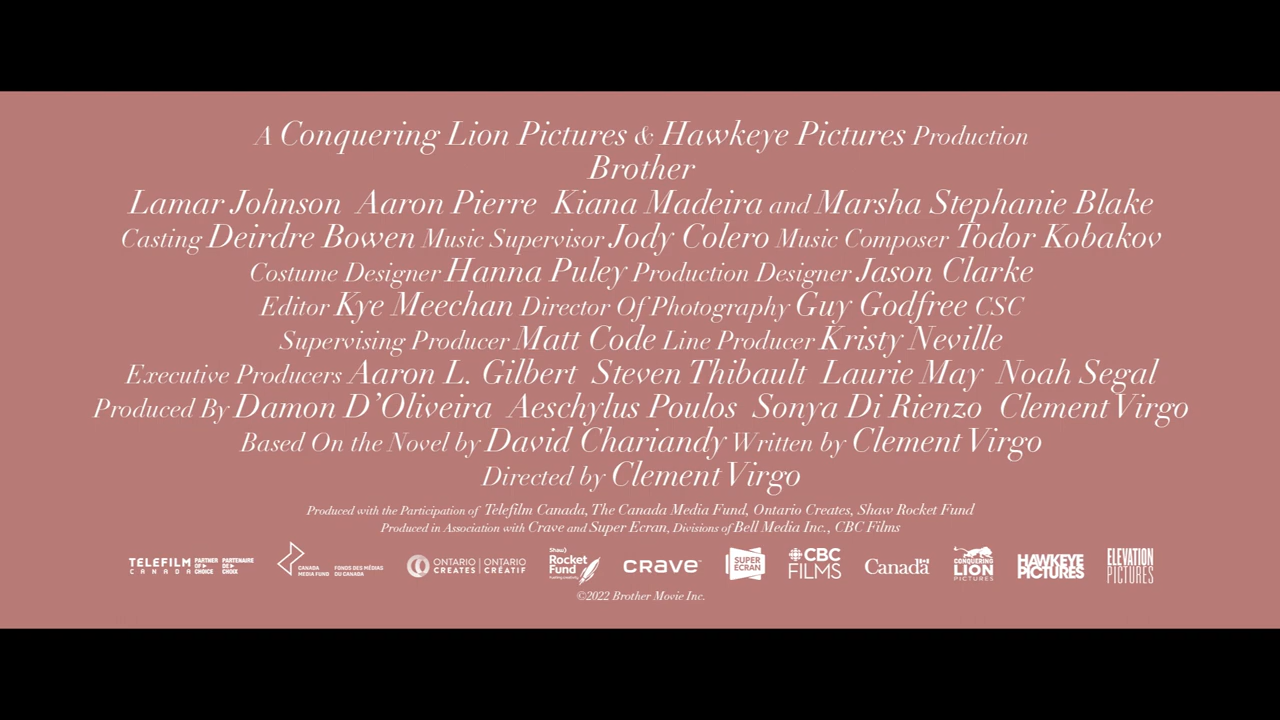 A Conquering Lion Pictures & Hawkeye Pictures Production
Brother
Lamar Johnson Aaron Pierre Kiana Madeira and Marsha Stephanie Blake
Casting Deirdre Bowen Music Supervisor Jody Colero Music Composer Todor Kobakov
Costume Designer Hanna Puley Production Designer Jason Clarke
Editor Kye Meechan Director Of Photography Guy Godfree CSC
Supervising Producer Matt Code Line Producer Kristy Neville
Executive Producers Aaron L. Gilbert Steven Thibault Laurie May Noah Segal
Produced By Damon D’Oliveira Aeschylus Poulos Sonya Di Rienzo Clement Virgo
Based On the Novel by David Chariandy Written by Clement Virgo
Directed by Clement Virgo
Produced with the Participation of Telefilm Canada, The Canada Media Fund, Ontario Creates, Shaw Rocket Fund
Produced in Association with Crave and Super Ecran, Divisions of Bell Media Inc., CBC Films
TELEFILM CANADA PARTNER OF CHOICE PARTENAIRE DE CHOIX
CANADA MEDIA FUND FONDS DES MÉDIAS DU CANADA
ONTARIO CREATES ONTARIO CRÉATIF
Shaw) Rocket Fund Fueling creativity
CRAVE
SUPER ECRAN
CBC FILMS
Canada
CONQUERING LION PICTURES
HAWKEYE PICTURES
ELEVATION PICTURES
©2022 Brother Movie Inc.